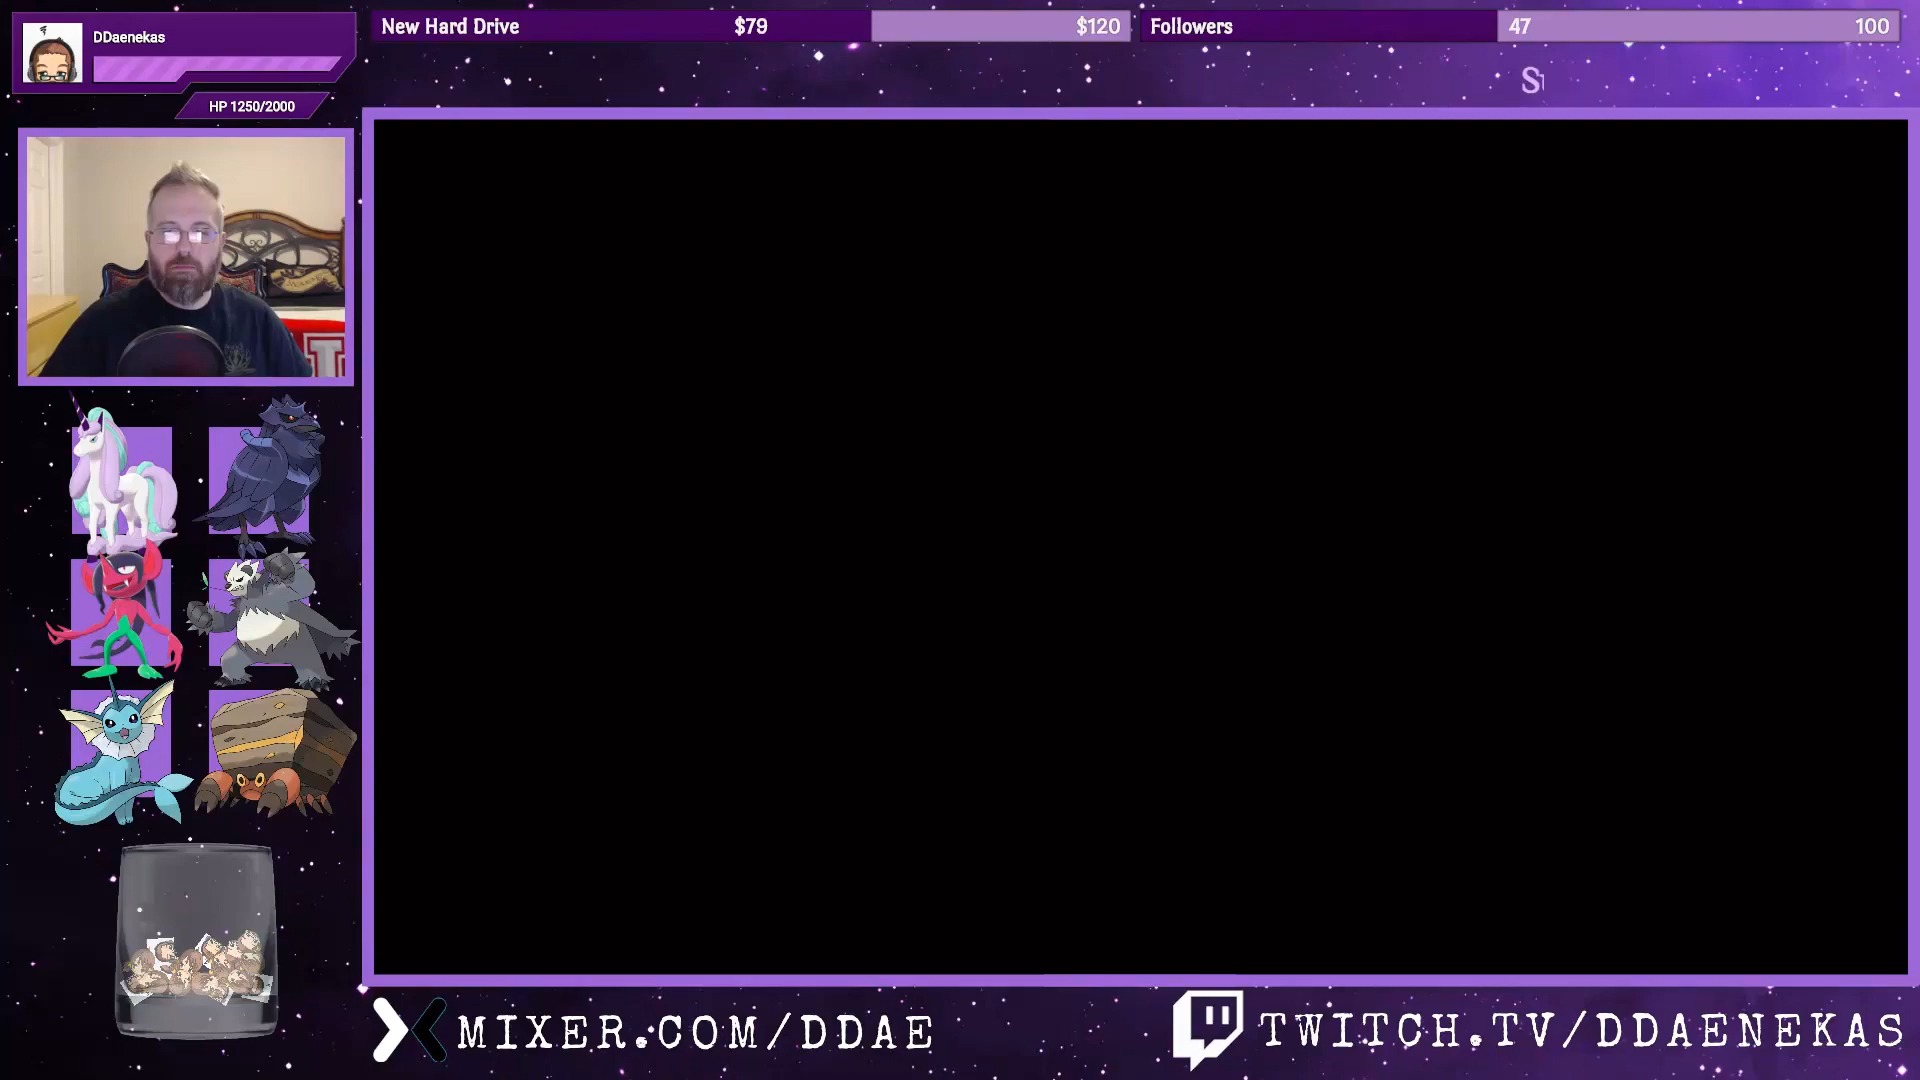 DDaenekas
HP 1250/2000
New Hard Drive $79 $120
Followers 47 100
MIXER.COM/DDAE
TWITCH.TV/DDAENEKAS